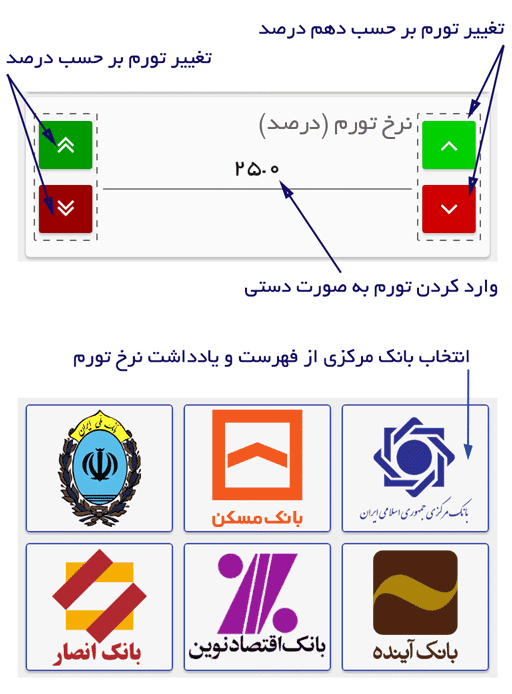 تغییر تورم بر حسب دهم درصد
تغییر تورم بر حسب درصد
نرخ تورم (درصد)
۲۵.۰
وارد کردن تورم به صورت دستی
انتخاب بانک مرکزی از فهرست و یادداشت نرخ تورم
بانک مرکزی جمهوری اسلامی ایران
بانک مسکن
بانک ملی ایران
بانک آینده
بانک اقتصادنوین
بانک انصار